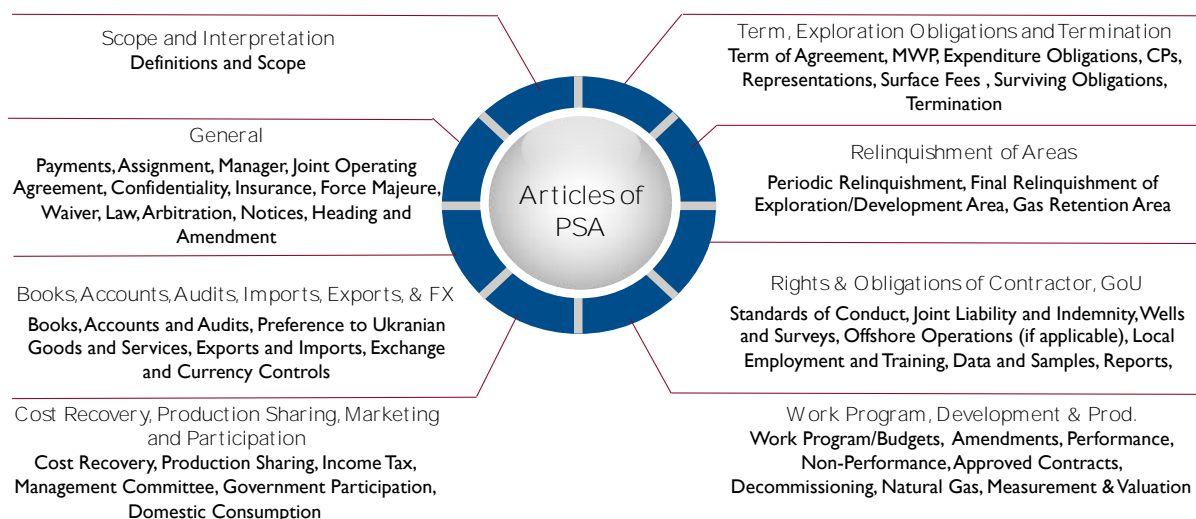 Scope and Interpretation
Definitions and Scope
General
Payments, Assignment, Manager, Joint Operating
Agreement, Confidentiality, Insurance, Force Majeure,
Waiver, Law, Arbitration, Notices, Heading and
Amendment
Books, Accounts, Audits, Imports, Exports, & FX
Books, Accounts and Audits, Preference to Ukranian
Goods and Services, Exports and Imports, Exchange
and Currency Controls
Cost Recovery, Production Sharing, Marketing
and Participation
Cost Recovery, Production Sharing, Income Tax,
Management Committee, Government Participation,
Domestic Consumption
Articles of
PSA
Term, Exploration Obligations and Termination
Term of Agreement, MWP, Expenditure Obligations, CPs,
Representations, Surface Fees , Surviving Obligations,
Termination
Relinquishment of Areas
Periodic Relinquishment, Final Relinquishment of
Exploration/Development Area, Gas Retention Area
Rights & Obligations of Contractor, GoU
Standards of Conduct, Joint Liability and Indemnity, Wells
and Surveys, Offshore Operations (if applicable), Local
Employment and Training, Data and Samples, Reports,
Work Program, Development & Prod.
Work Program/Budgets, Amendments, Performance,
Non-Performance, Approved Contracts,
Decommissioning, Natural Gas, Measurement & Valuation